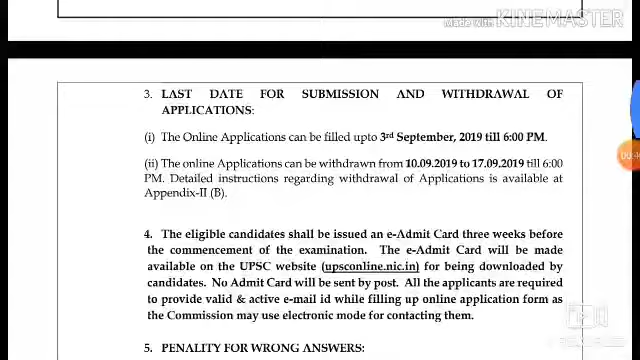 Made with KINEMASTER
3. LAST DATE FOR SUBMISSION AND WITHDRAWAL OF
APPLICATIONS:
(i) The Online Applications can be filled upto 3rd September, 2019 till 6:00 PM.
(ii) The online Applications can be withdrawn from 10.09.2019 to 17.09.2019 till 6:00
PM. Detailed instructions regarding withdrawal of Applications is available at
Appendix-II (B).
4. The eligible candidates shall be issued an e-Admit Card three weeks before
the commencement of the examination. The e-Admit Card will be made
available on the UPSC website (upsconline.nic.in) for being downloaded by
candidates. No Admit Card will be sent by post. All the applicants are required
to provide valid & active e-mail id while filling up online application form as
the Commission may use electronic mode for contacting them.
5. PENALITY FOR WRONG ANSWERS: